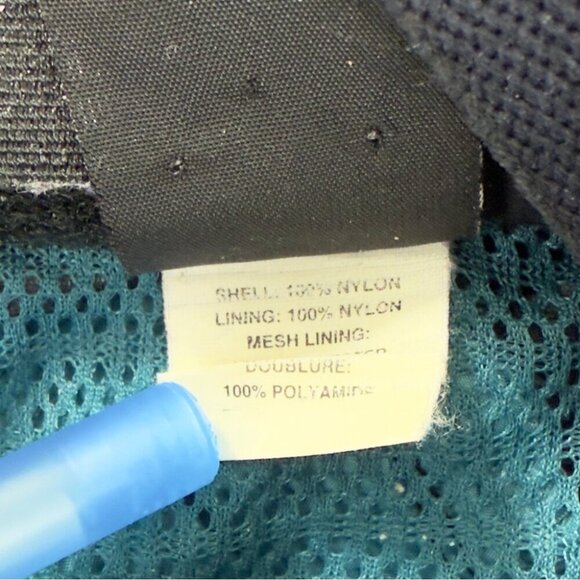 SHELL: 100% NYLON
LINING: 100% NYLON
MESH LINING:
DOUBLURE:
100% POLYAMIDE